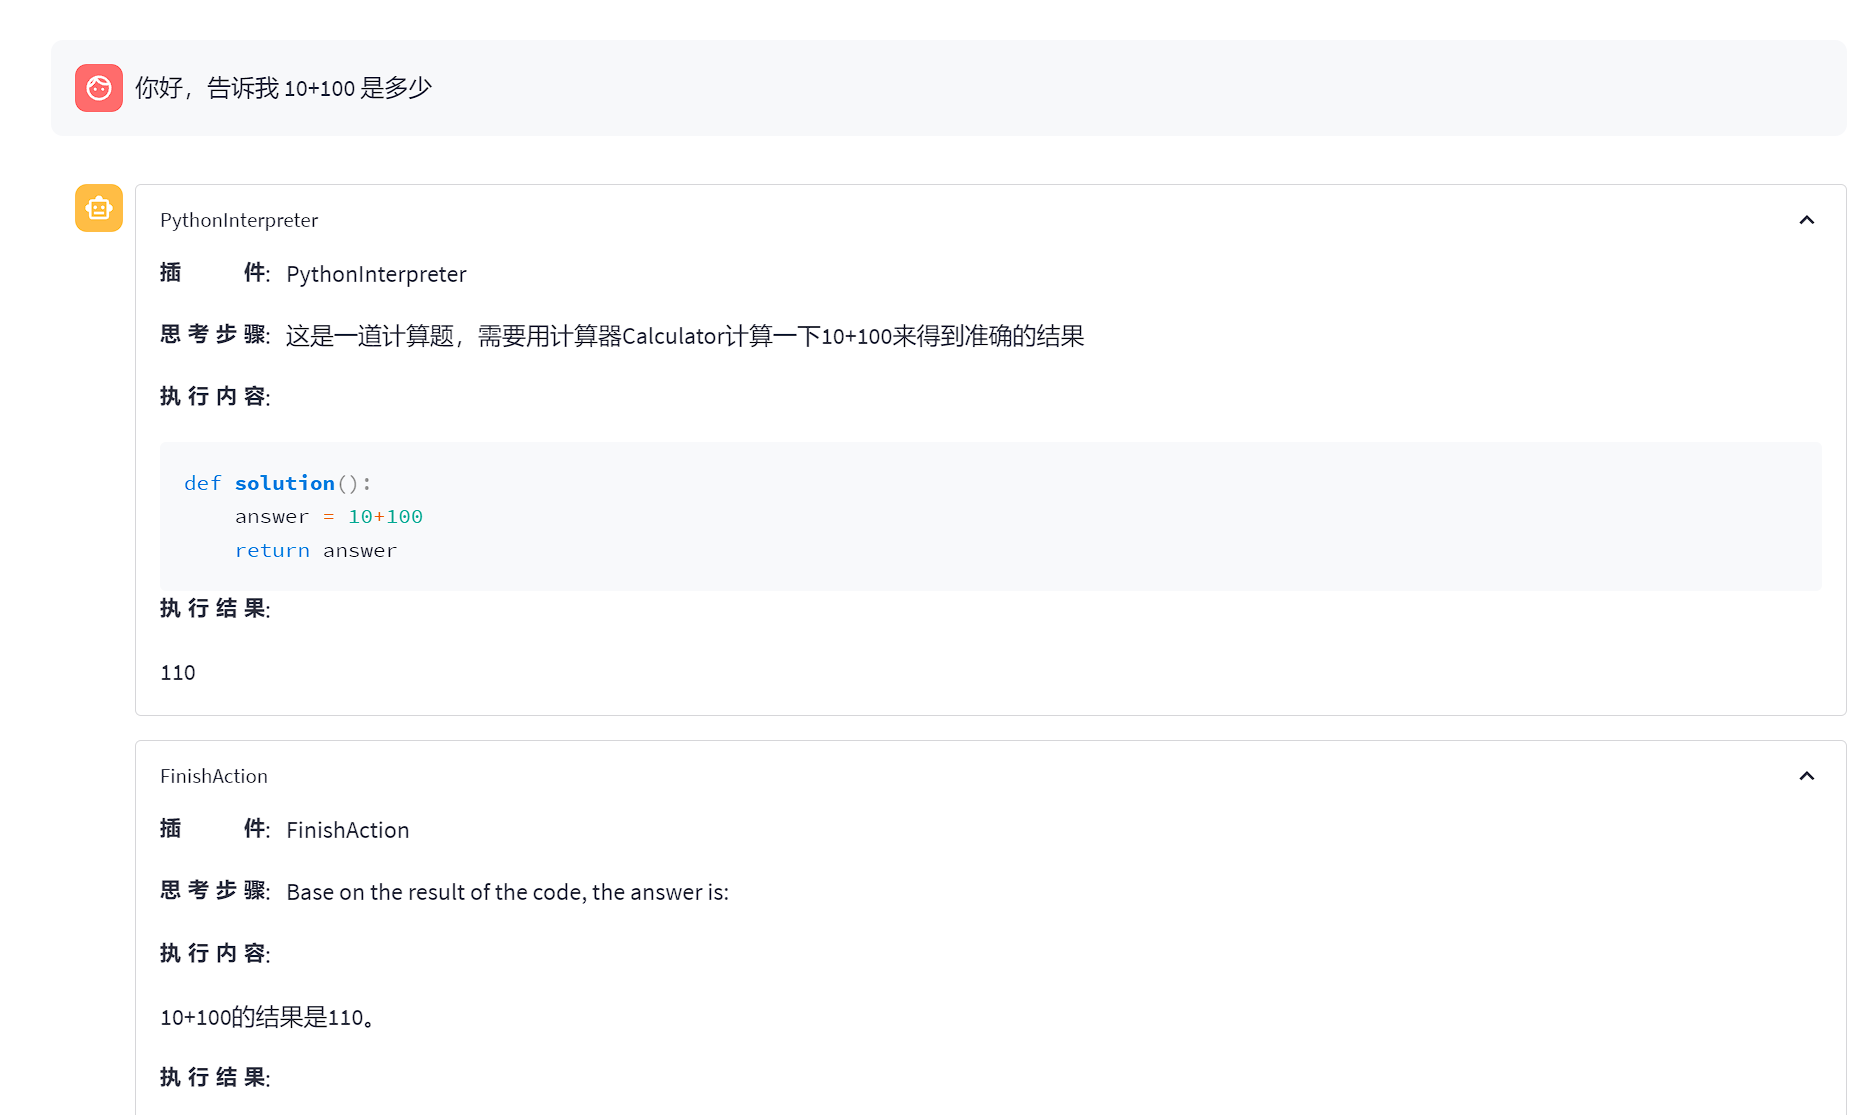 你好，告诉我 10+100 是多少
PythonInterpreter
插 件: PythonInterpreter
思 考 步 骤: 这是一道计算题，需要用计算器Calculator计算一下10+100来得到准确的结果
执 行 内 容:
def solution():
    answer = 10+100
    return answer
执 行 结 果:
110
FinishAction
插 件: FinishAction
思 考 步 骤: Base on the result of the code, the answer is:
执 行 内 容:
10+100的结果是110。
执 行 结 果: